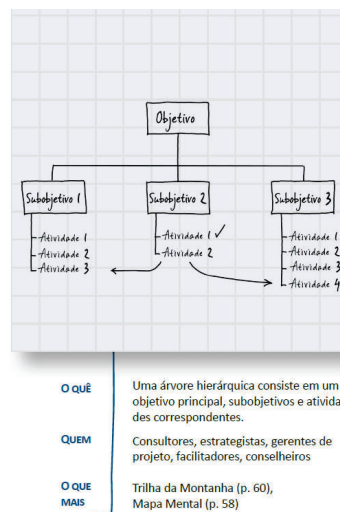 Objetivo
Subobjetivo 1
Subobjetivo 2
Subobjetivo 3
Atividade 1
Atividade 2
Atividade 3
Atividade 1 ✓
Atividade 2
Atividade 1
Atividade 2
Atividade 3
Atividade 4
O QUÊ
Uma árvore hierárquica consiste em um
objetivo principal, subobjetivos e ativida
des correspondentes.
QUEM
Consultores, estrategistas, gerentes de
projeto, facilitadores, conselheiros
O QUE
MAIS
Trilha da Montanha (p. 60),
Mapa Mental (p. 58)